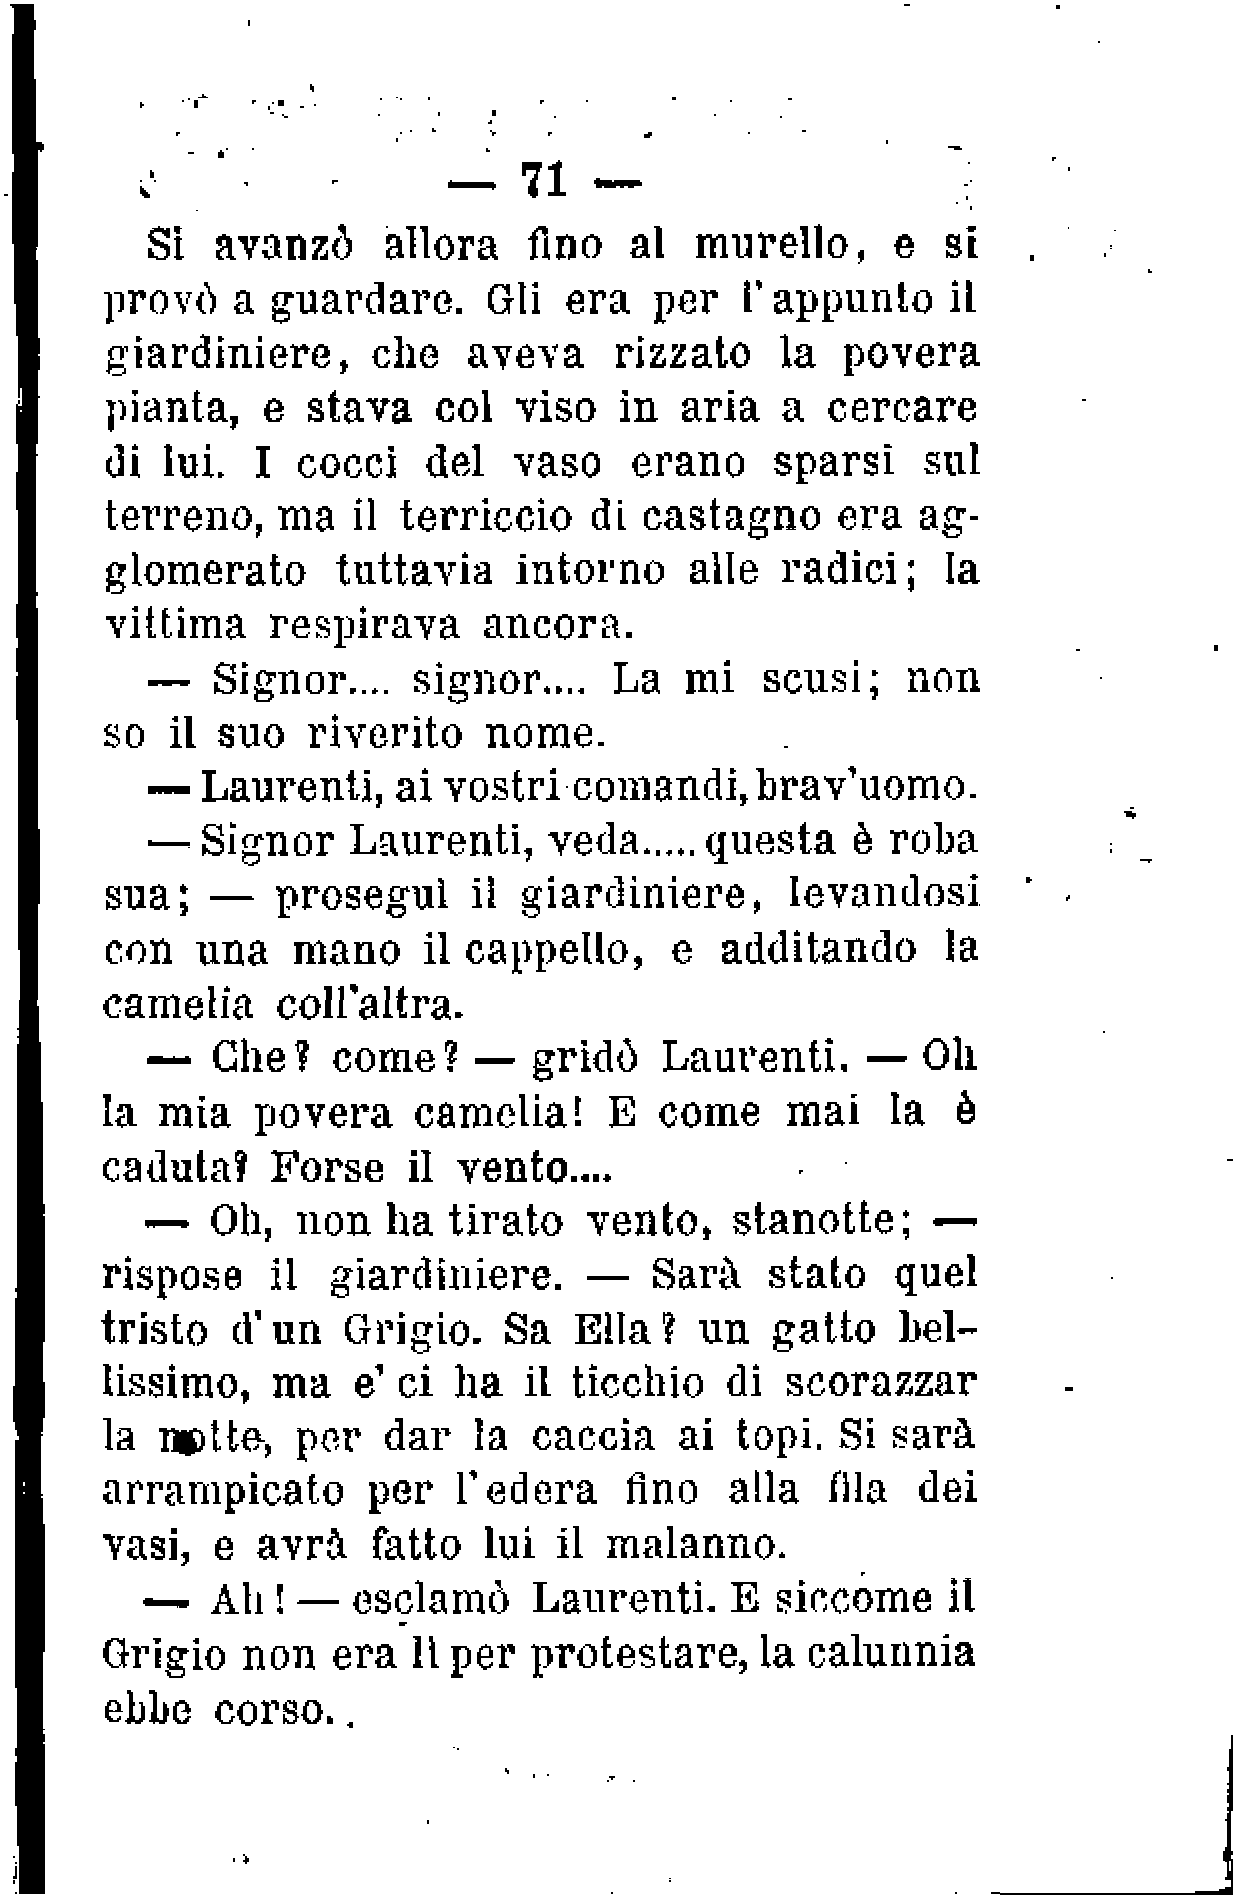 — 71 —
Si avanzò allora fino al murello, e si
provò a guardare. Gli era per l'appunto il
giardiniere, che aveva rizzato la povera
pianta, e stava col viso in aria a cercare
di lui. I cocci del vaso erano sparsi sul
terreno, ma il terriccio di castagno era ag-
glomerato tuttavia intorno alle radici; la
vittima respirava ancora.
— Signor.... signor.... La mi scusi; non
so il suo riverito nome.
— Laurenti, ai vostri comandi, brav'uomo.
— Signor Laurenti, veda..... questa è roba
sua; — proseguì il giardiniere, levandosi
con una mano il cappello, e additando la
camelia coll'altra.
— Che? come? — gridò Laurenti. — Oh
la mia povera camelia! E come mai la è
caduta? Forse il vento....
— Oh, non ha tirato vento, stanotte; —
rispose il giardiniere. — Sarà stato quel
tristo d'un Grigio. Sa Ella? un gatto bel-
lissimo, ma e' ci ha il ticchio di scorazzar
la notte, per dar la caccia ai topi. Si sarà
arrampicato per l'edera fino alla fila dei
vasi, e avrà fatto lui il malanno.
— Ah! — esclamò Laurenti. E siccome il
Grigio non era lì per protestare, la calunnia
ebbe corso.